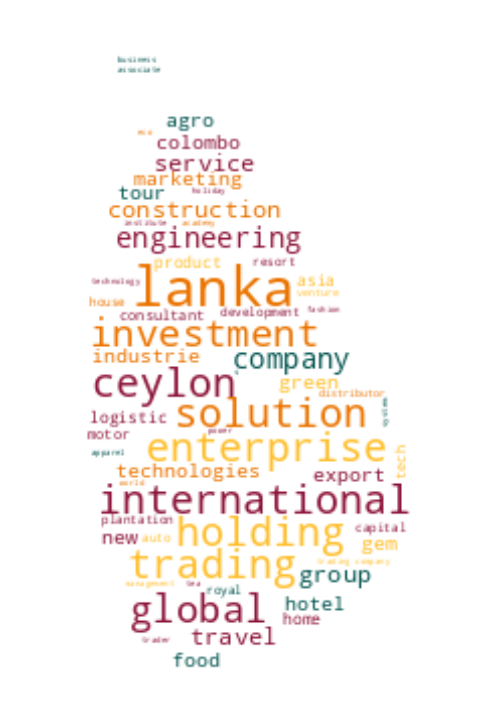 business
associate
agro
eco
colombo
service
marketing
tour holiday
construction
institute academy
engineering
product resort
technology lanka asia
house venture
consultant development fashion
investment
industrie company
ceylon green
distributor
logistic solution system
motor power
apparel enterprise tech
technologies export
world
international
plantation holding capital
new auto gem
trading trading company
group
management tea royal
global hotel
home
trader travel
food